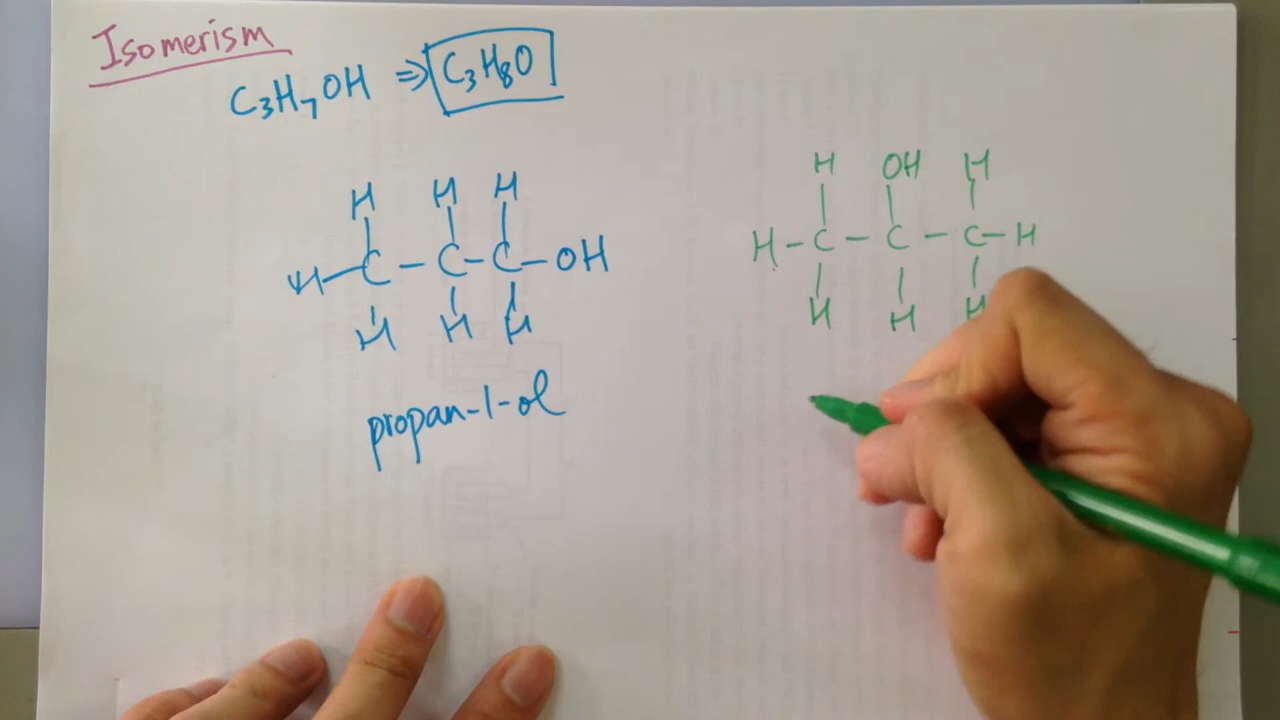 Isomerism
C₃H₇OH ⇒ C₃H₈O
H H H
H–C–C–C–OH
H H H
propan-1-ol
H OH H
H–C–C–C–H
H H H